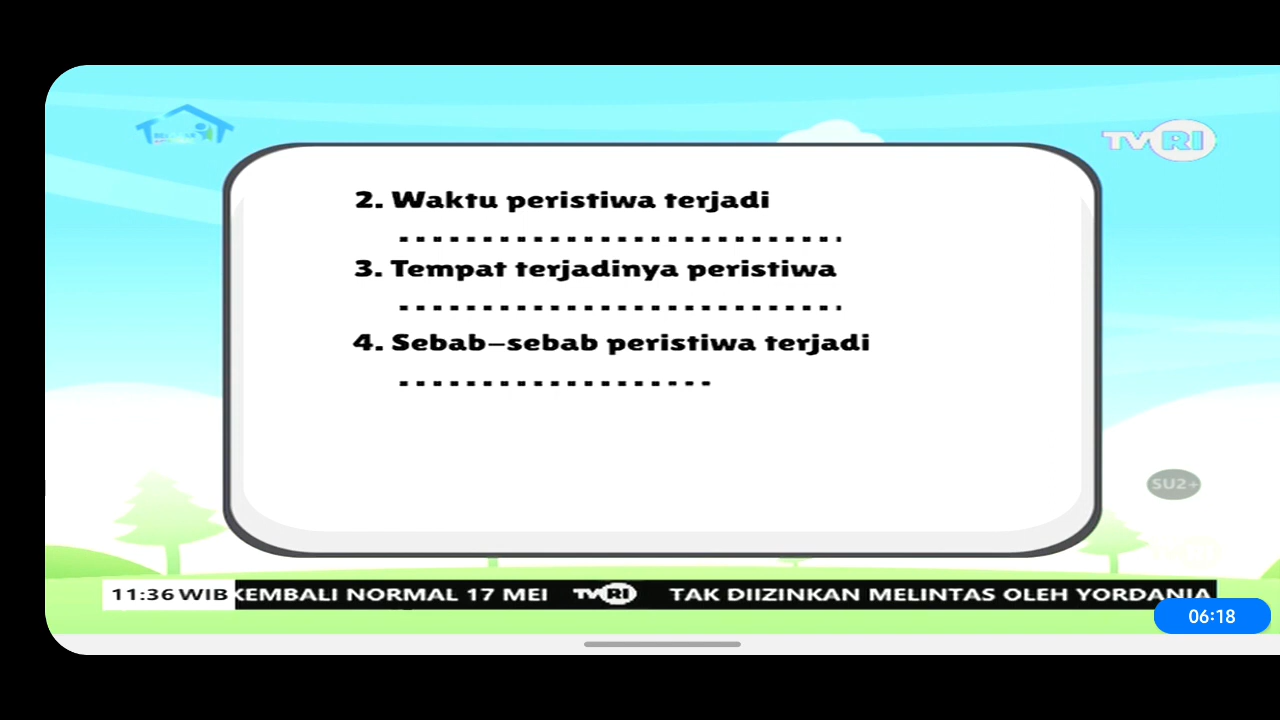 TVRI
2. Waktu peristiwa terjadi
...........................
3. Tempat terjadinya peristiwa
...........................
4. Sebab-sebab peristiwa terjadi
...................
SU2+
11:36 WIB KEMBALI NORMAL 17 MEI TVRI TAK DIIZINKAN MELINTAS OLEH YORDANIA
06:18